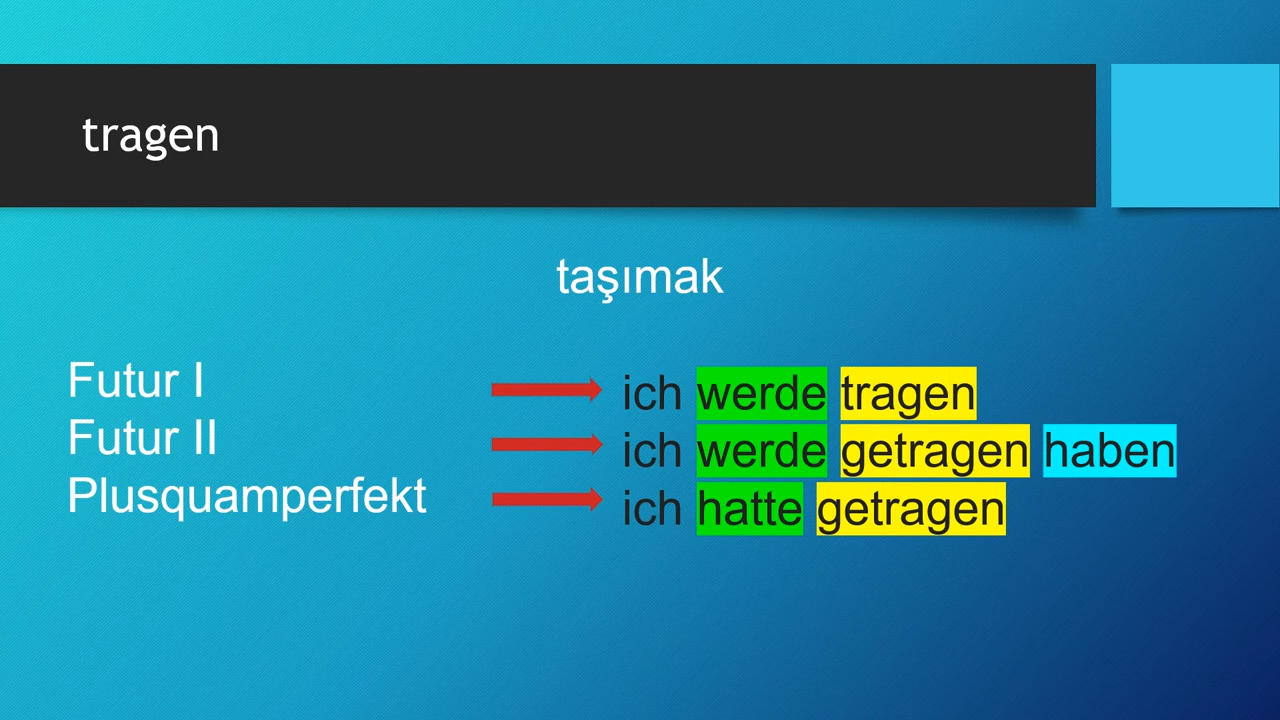 tragen
taşımak
Futur I
ich werde tragen
Futur II
ich werde getragen haben
Plusquamperfekt
ich hatte getragen